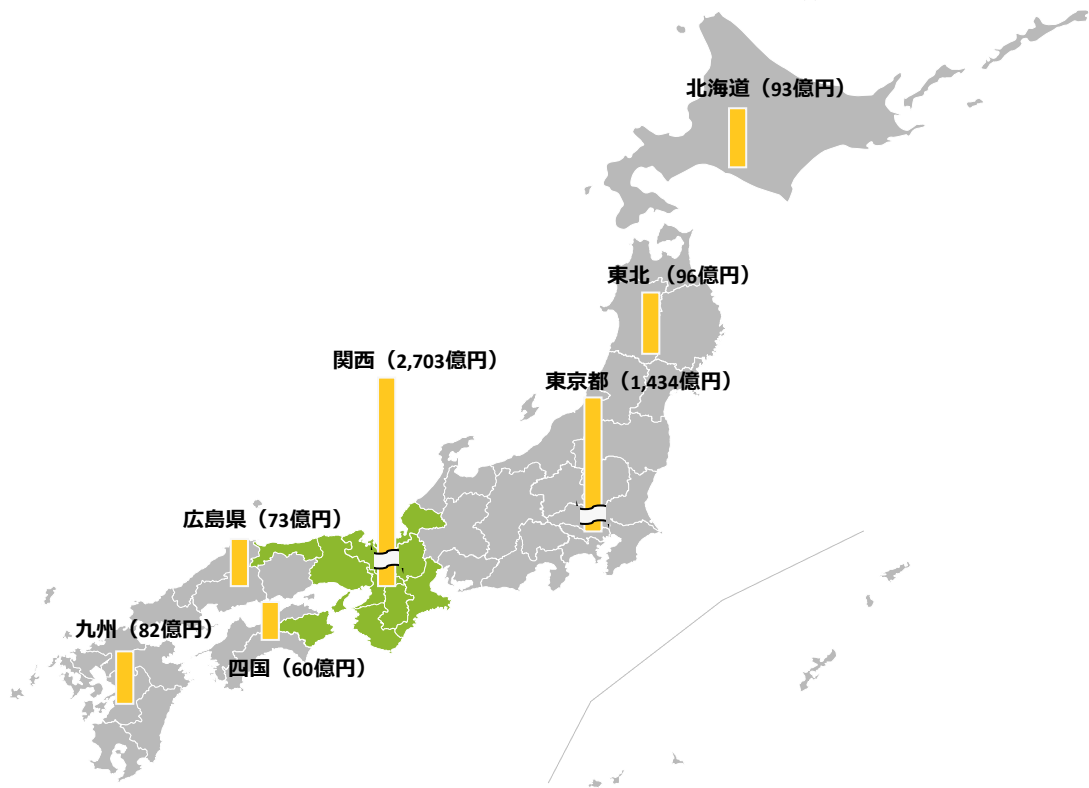 北海道（93億円）
東北 （96億円）
関西（2,703億円）
東京都（1,434億円）
広島県（73億円）
九州（82億円）
四国（60億円）